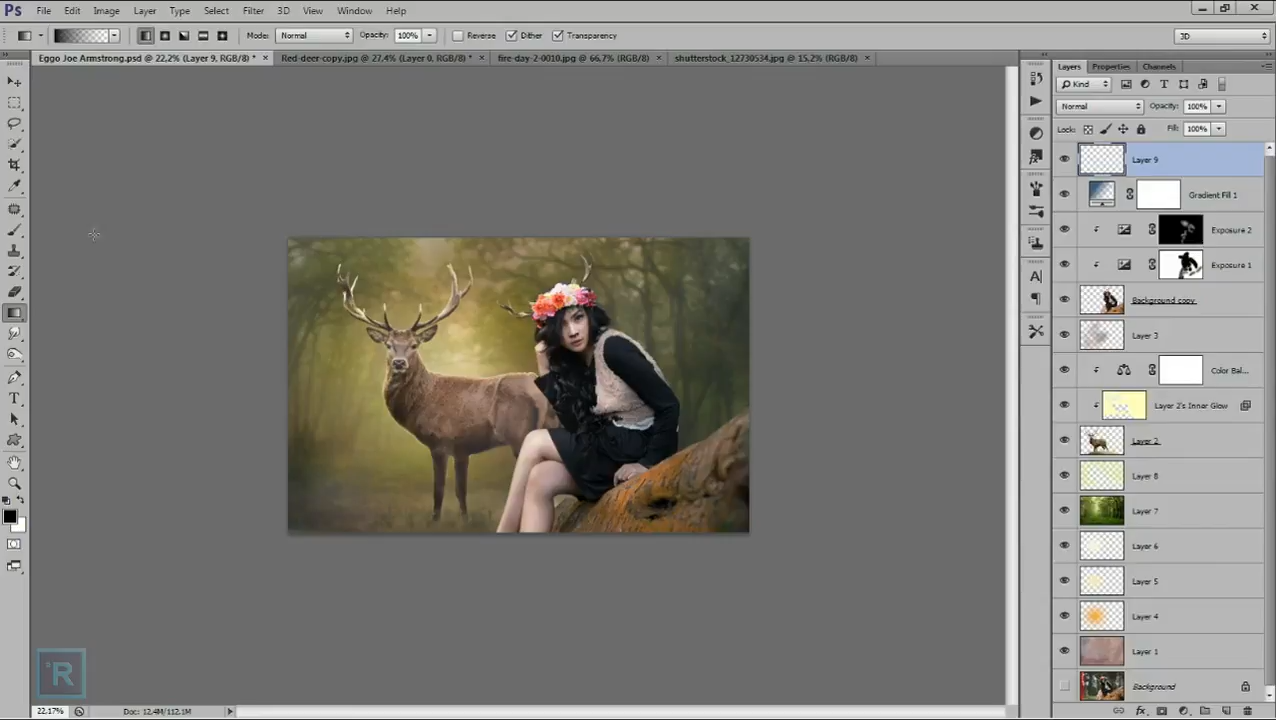 Ps File Edit Image Layer Type Select Filter 3D View Window Help
Mode: Normal Opacity: 100% Reverse Dither Transparency 3D
Eggo Joe Armstrong.psd @ 22,2% (Layer 9, RGB/8) * × Red-deer-copy.jpg @ 27,4% (Layer 0, RGB/8) * × fire-day-2-0010.jpg @ 66,7% (RGB/8) × shutterstock_12730534.jpg @ 15,2% (RGB/8) ×
Layers Properties Channels
Kind
Normal Opacity: 100%
Lock: Fill: 100%
Layer 9
Gradient Fill 1
Exposure 2
Exposure 1
Background copy
Layer 3
Color Bal...
Layer 2's Inner Glow
Layer 2
Layer 8
Layer 7
Layer 6
Layer 5
Layer 4
Layer 1
Background
R
22,17% Doc: 12,4M/112,1M